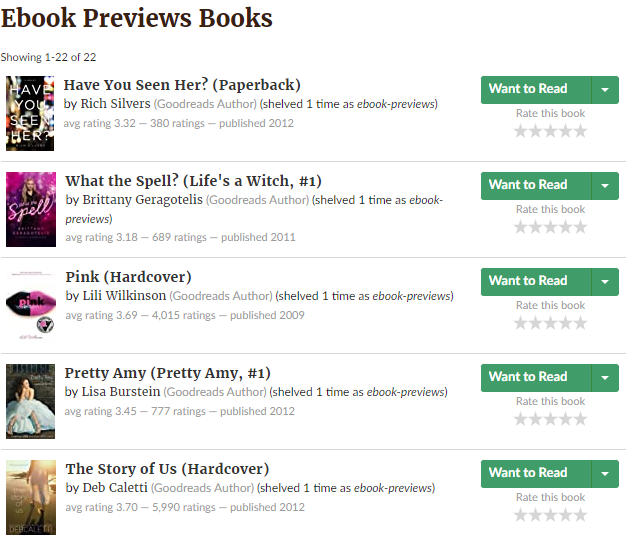 Ebook Previews Books
Showing 1-22 of 22
HAVE
YOU
SEEN
HER?
Have You Seen Her? (Paperback)
by Rich Silvers (Goodreads Author) (shelved 1 time as ebook-previews)
avg rating 3.32 — 380 ratings — published 2012
Want to Read
Rate this book
Spell?
What the Spell? (Life's a Witch, #1)
by Brittany Geragotelis (Goodreads Author) (shelved 1 time as ebook-
previews)
avg rating 3.18 — 689 ratings — published 2011
Want to Read
Rate this book
pink
Pink (Hardcover)
by Lili Wilkinson (Goodreads Author) (shelved 1 time as ebook-previews)
avg rating 3.69 — 4,015 ratings — published 2009
Want to Read
Rate this book
Pretty Amy (Pretty Amy, #1)
by Lisa Burstein (Goodreads Author) (shelved 1 time as ebook-previews)
avg rating 3.45 — 777 ratings — published 2012
Want to Read
Rate this book
DEB CALETTI
The Story of Us (Hardcover)
by Deb Caletti (Goodreads Author) (shelved 1 time as ebook-previews)
avg rating 3.70 — 5,990 ratings — published 2012
Want to Read
Rate this book